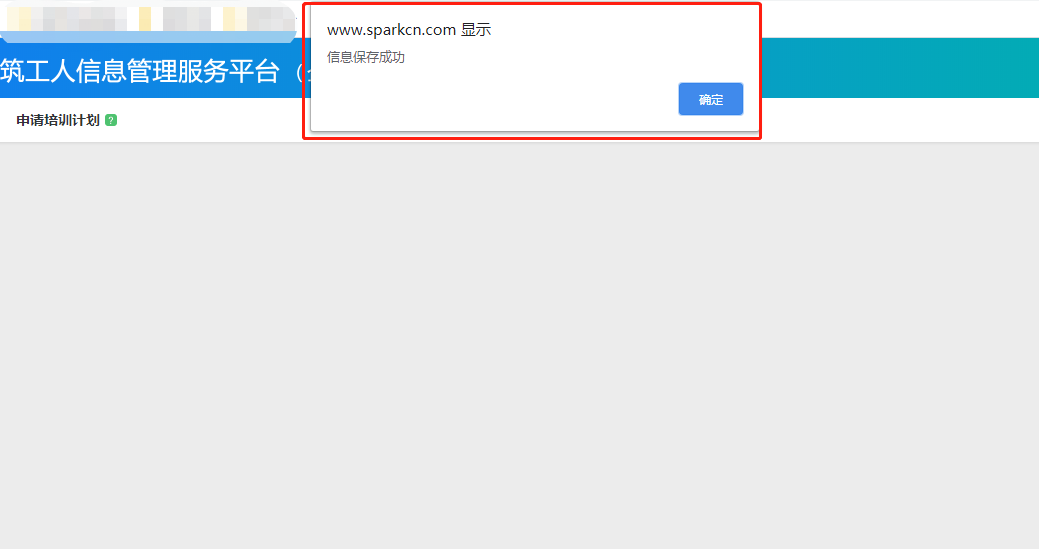 www.sparkcn.com 显示
信息保存成功
筑工人信息管理服务平台（
确定
申请培训计划 ?